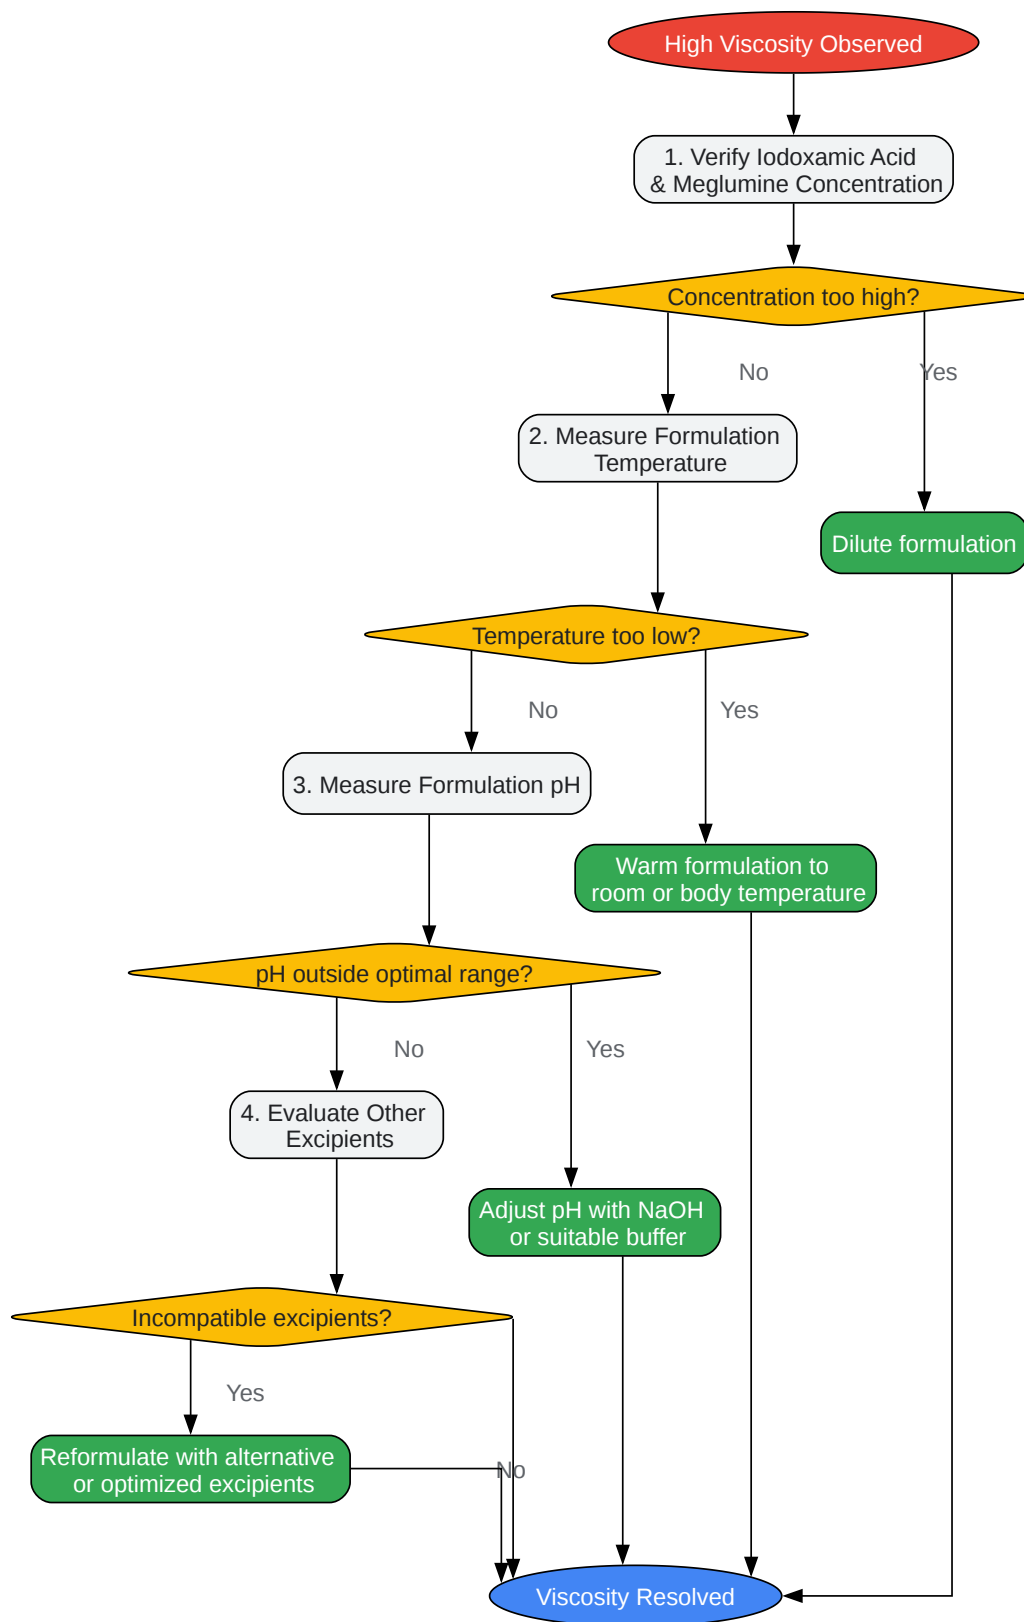 High Viscosity Observed
1. Verify Iodoxamic Acid
& Meglumine Concentration
Concentration too high?
No
Yes
2. Measure Formulation
Temperature
Dilute formulation
Temperature too low?
No
Yes
3. Measure Formulation pH
Warm formulation to
room or body temperature
pH outside optimal range?
No
Yes
4. Evaluate Other
Excipients
Adjust pH with NaOH
or suitable buffer
Incompatible excipients?
Yes
Reformulate with alternative
or optimized excipients
No
Viscosity Resolved